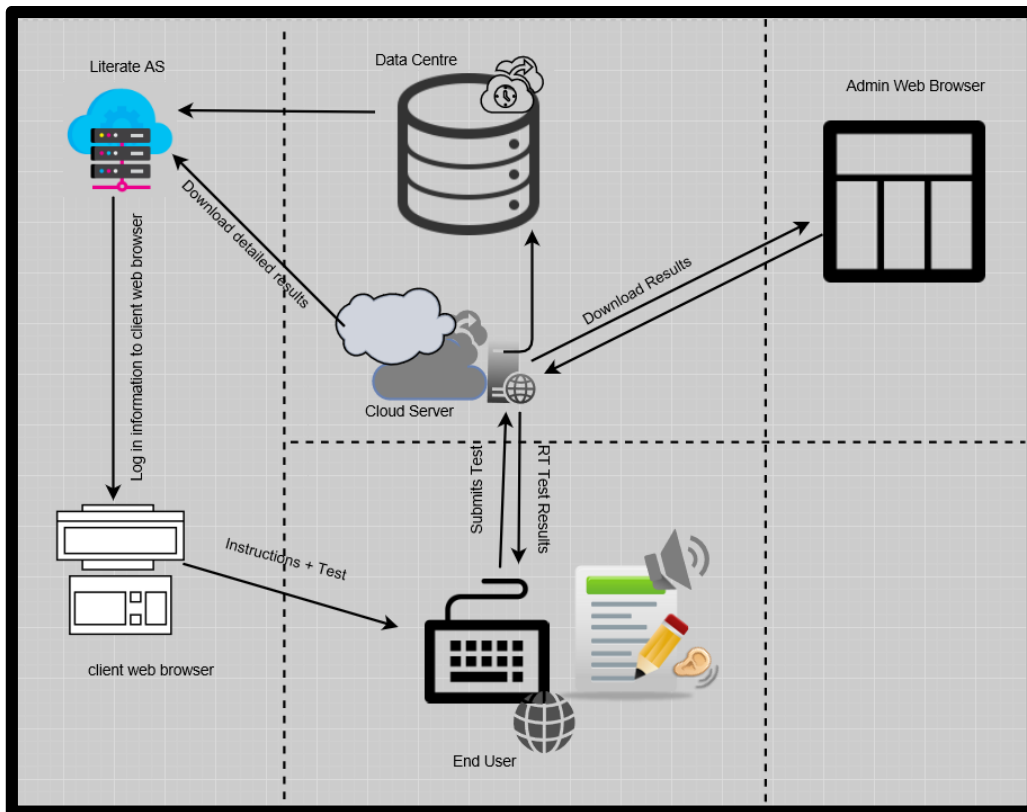 Literate AS
Data Centre
Admin Web Browser
Download detailed results
Download Results
Log in information to client web browser
Cloud Server
Submits Test
RT Test Results
Instructions + Test
client web browser
End User